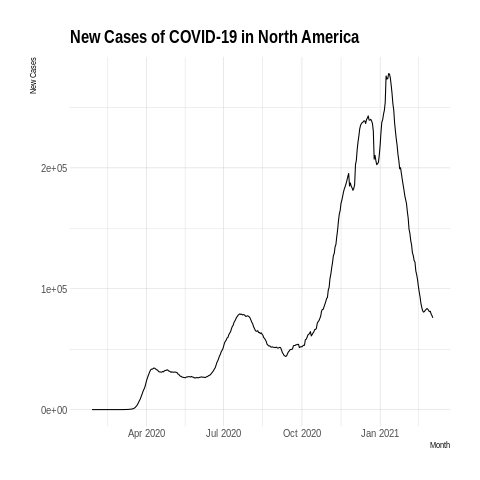 New Cases of COVID-19 in North America
New Cases
2e+05
1e+05
0e+00
Apr 2020 Jul 2020 Oct 2020 Jan 2021
Month